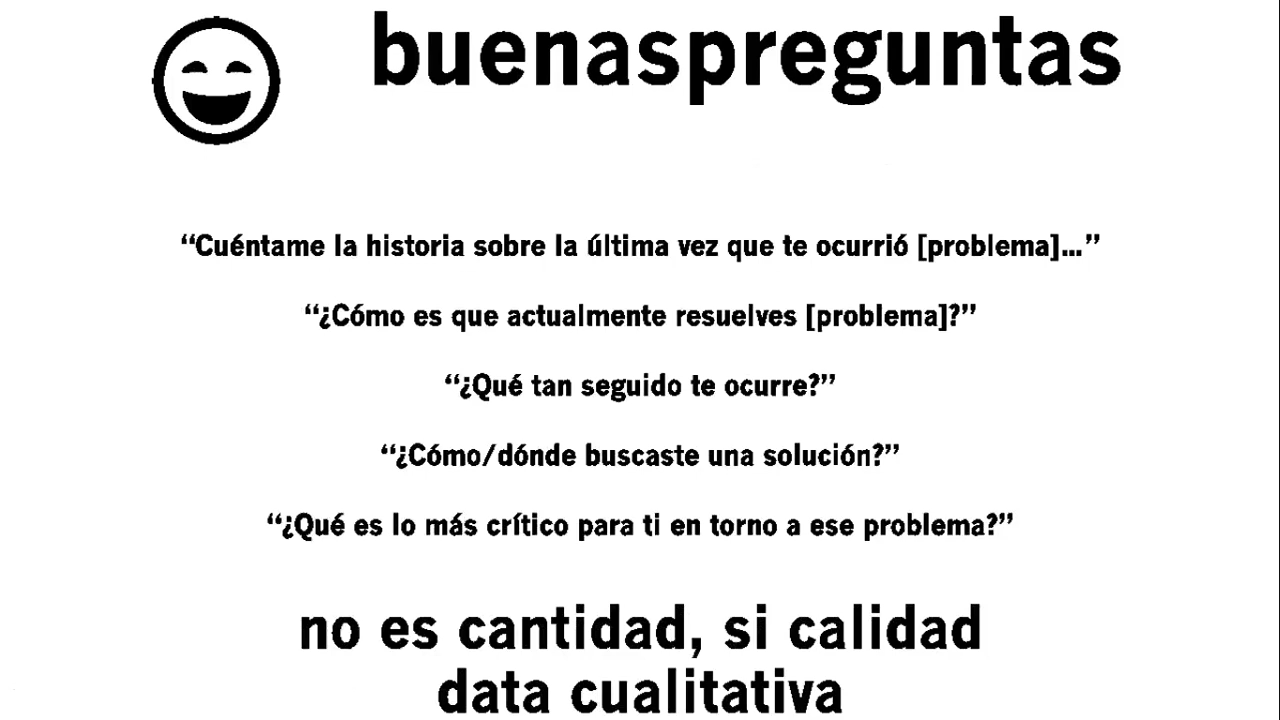 buenaspreguntas
“Cuéntame la historia sobre la última vez que te ocurrió [problema]...”
“¿Cómo es que actualmente resuelves [problema]?”
“¿Qué tan seguido te ocurre?”
“¿Cómo/dónde buscaste una solución?”
“¿Qué es lo más crítico para ti en torno a ese problema?”
no es cantidad, si calidad
data cualitativa